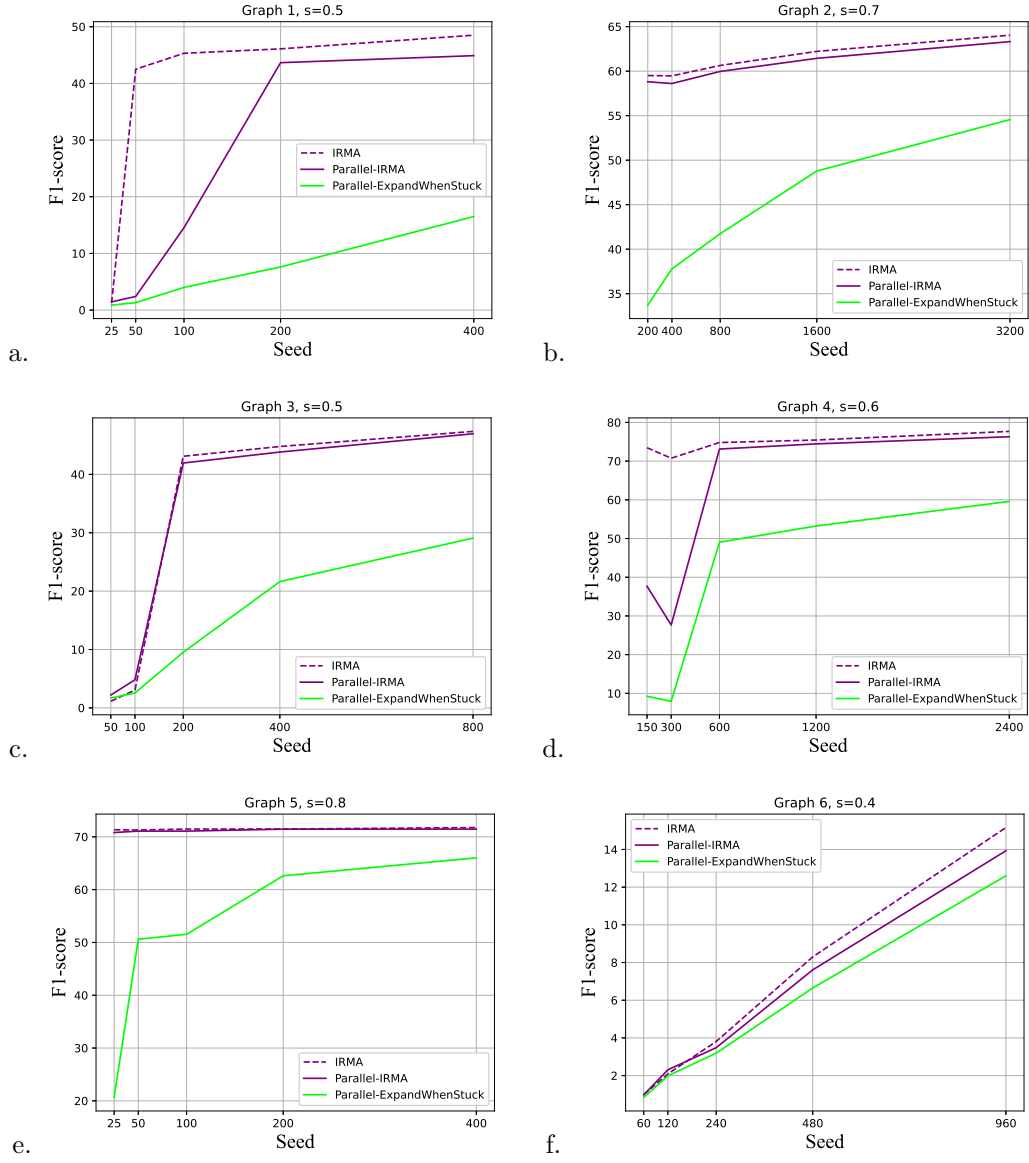 Graph 1, s=0.5
50
40
30
20
10
0
F1-score
IRMA
Parallel-IRMA
Parallel-ExpandWhenStuck
25 50 100 200 400
Seed
a.
Graph 2, s=0.7
65
60
55
50
45
40
35
F1-score
IRMA
Parallel-IRMA
Parallel-ExpandWhenStuck
200 400 800 1600 3200
Seed
b.
Graph 3, s=0.5
40
30
20
10
0
F1-score
IRMA
Parallel-IRMA
Parallel-ExpandWhenStuck
50 100 200 400 800
Seed
c.
Graph 4, s=0.6
80
70
60
50
40
30
20
10
F1-score
IRMA
Parallel-IRMA
Parallel-ExpandWhenStuck
150 300 600 1200 2400
Seed
d.
Graph 5, s=0.8
70
60
50
40
30
20
F1-score
IRMA
Parallel-IRMA
Parallel-ExpandWhenStuck
25 50 100 200 400
Seed
e.
Graph 6, s=0.4
14
12
10
8
6
4
2
F1-score
IRMA
Parallel-IRMA
Parallel-ExpandWhenStuck
60 120 240 480 960
Seed
f.